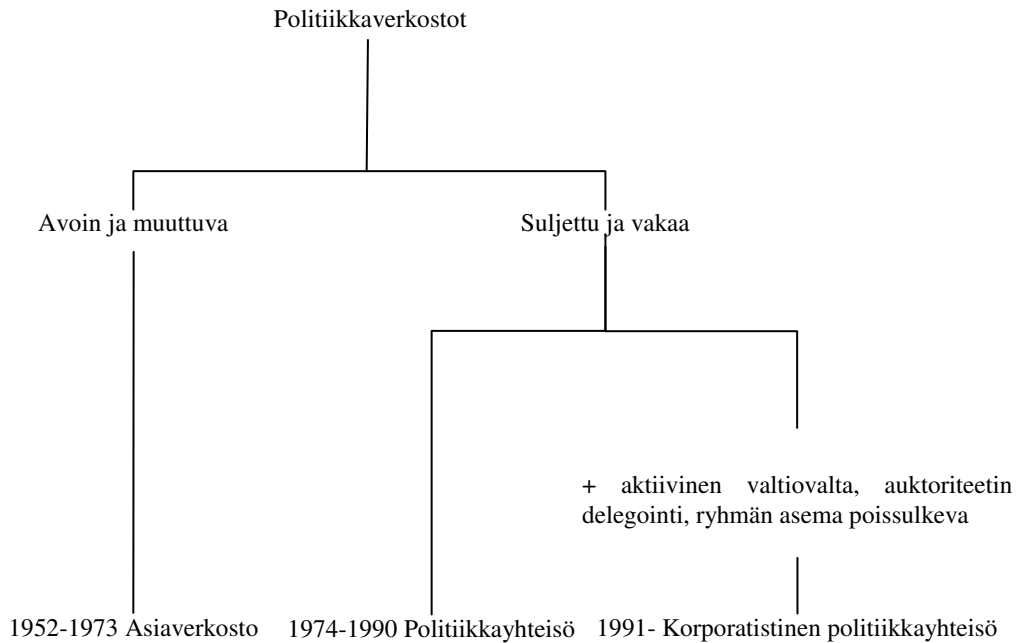 Politiikkaverkostot
Avoin ja muuttuva
Suljettu ja vakaa
+ aktiivinen valtiovalta, auktoriteetin
delegointi, ryhmän asema poissulkeva
1952-1973 Asiaverkosto
1974-1990 Politiikkayhteisö
1991- Korporatistinen politiikkayhteisö